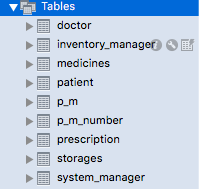 Tables
doctor
inventory_manager
medicines
patient
p_m
p_m_number
prescription
storages
system_manager